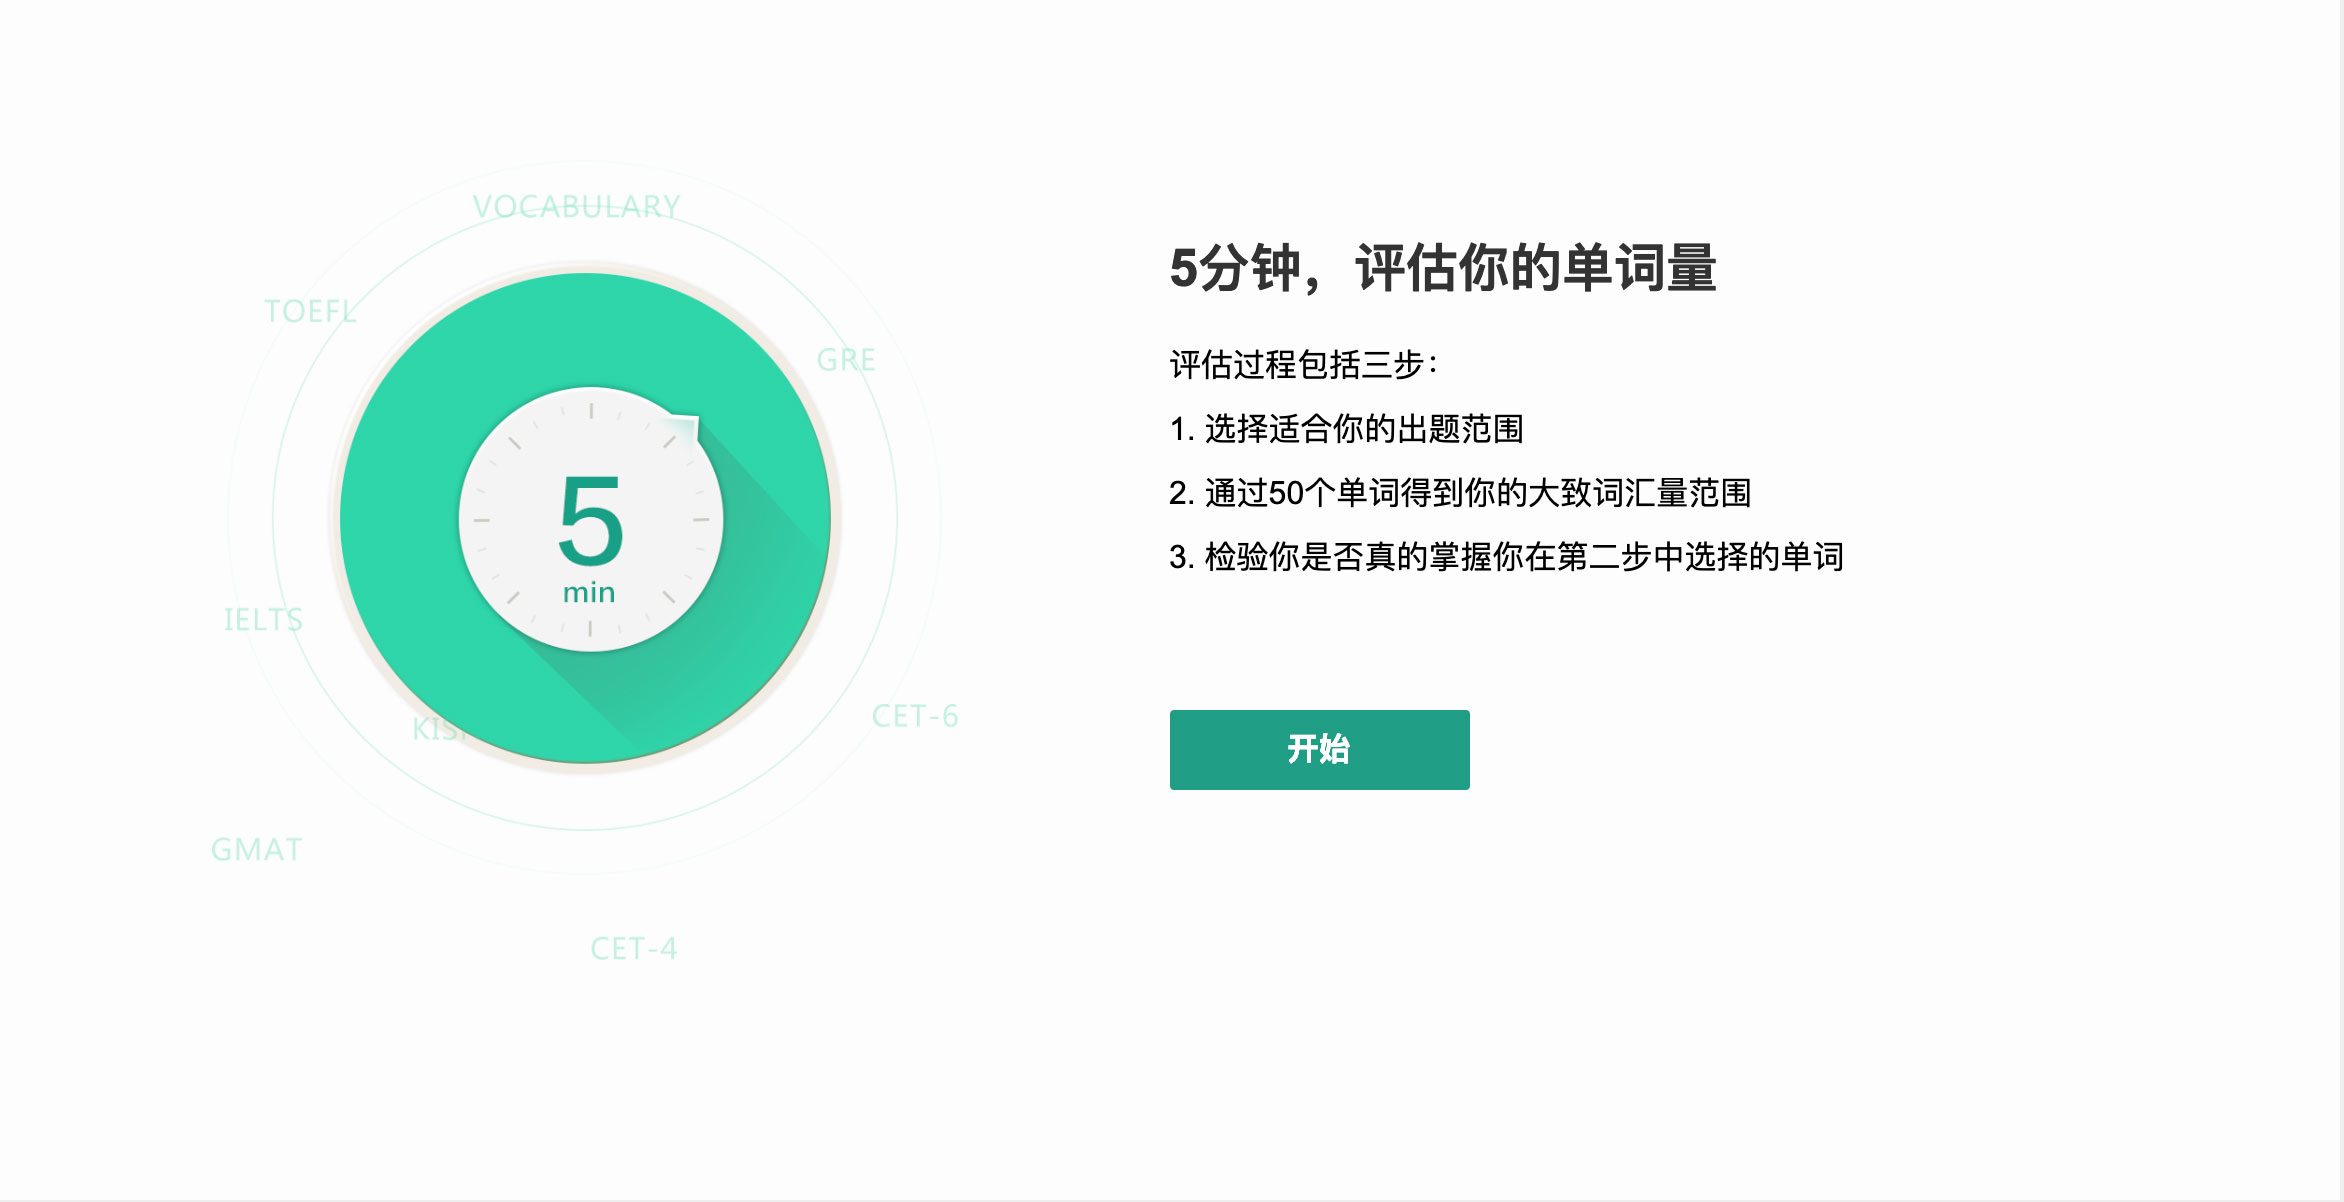 VOCABULARY
TOEFL
GRE
5
min
IELTS
CET-6
GMAT
CET-4
5分钟，评估你的单词量
评估过程包括三步：
1. 选择适合你的出题范围
2. 通过50个单词得到你的大致词汇量范围
3. 检验你是否真的掌握你在第二步中选择的单词
开始